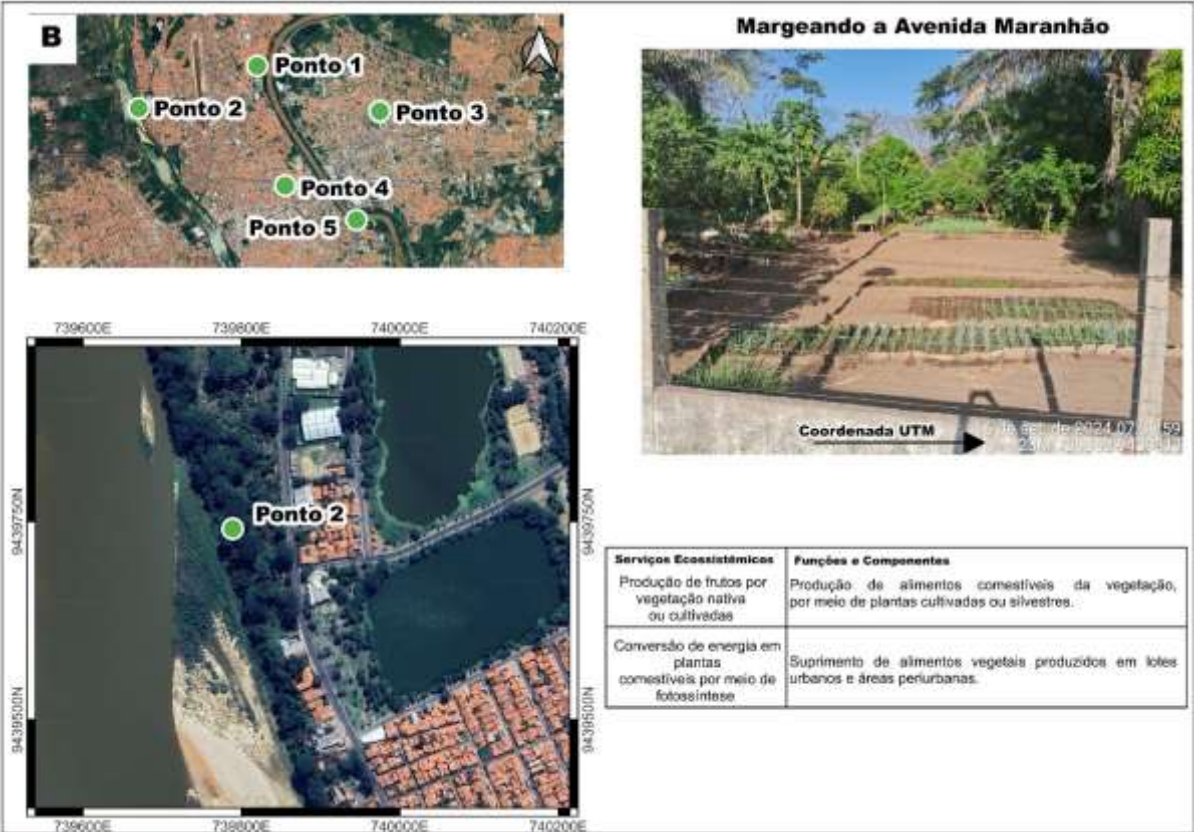 B
Ponto 1
Ponto 2
Ponto 3
Ponto 4
Ponto 5
Margeando a Avenida Maranhão
Coordenada UTM
de 2024 07
739600E 739800E 740000E 740200E
9439750N 9439750N
Ponto 2
9439500N 9439500N
739600E 739800E 740000E 740200E
Serviços Ecossistêmicos Funções e Componentes
Produção de frutos por
vegetação nativa
ou cultivadas
Produção de alimentos comestíveis da vegetação,
por meio de plantas cultivadas ou silvestres.
Conversão de energia em
plantas
comestíveis por meio de
fotossíntese
Suprimento de alimentos vegetais produzidos em lotes
urbanos e áreas periurbanas.